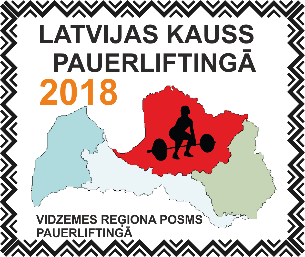 LATVIJAS KAUSS
PAUERLIFTINGĀ
2018
VIDZEMES REGIONA POSMS
PAUERLIFTINGĀ